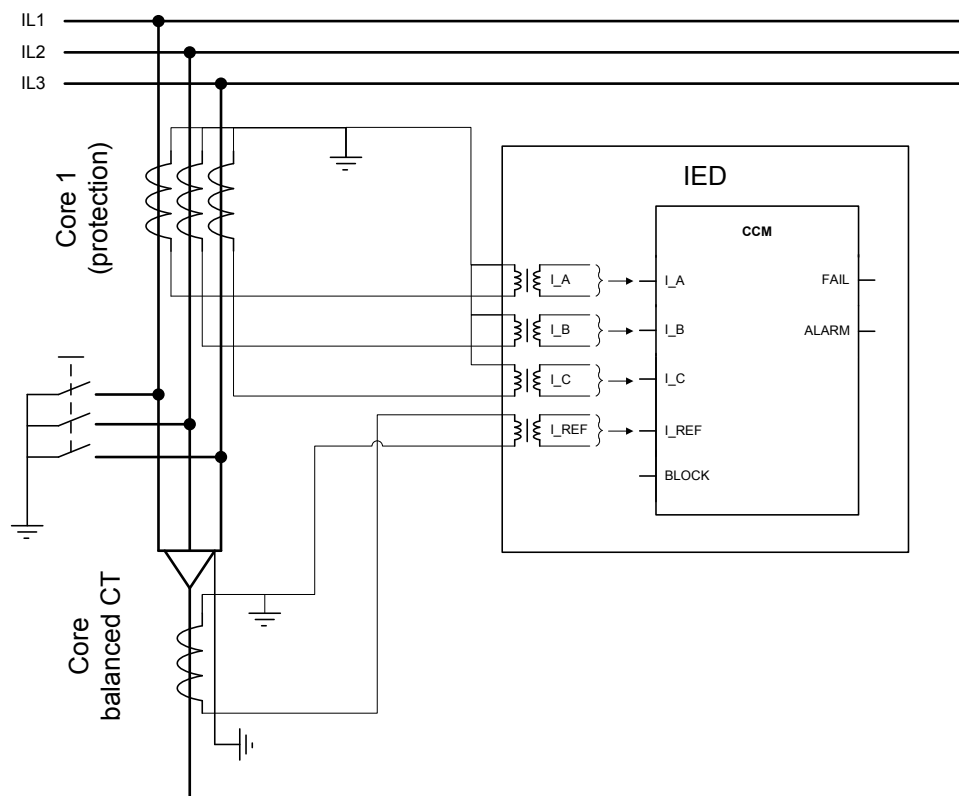 IL1
IL2
IL3
Core 1
(protection)
IED
CCM
I_A
I_A
FAIL
I_B
I_B
ALARM
I_C
I_C
I_REF
I_REF
BLOCK
Core
balanced CT